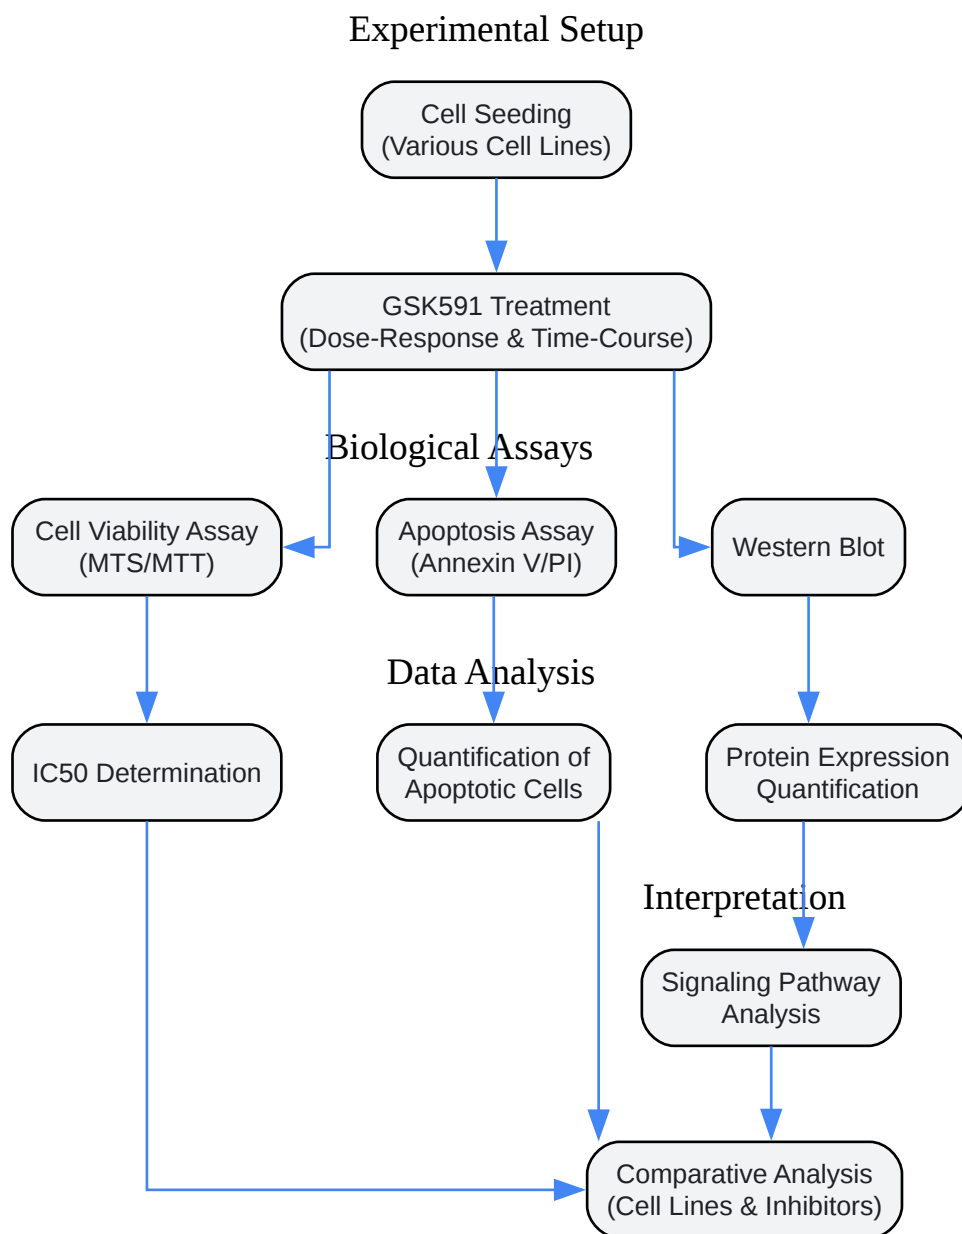 Experimental Setup
Cell Seeding
(Various Cell Lines)
GSK591 Treatment
(Dose-Response & Time-Course)
Biological Assays
Cell Viability Assay
(MTS/MTT)
Apoptosis Assay
(Annexin V/PI)
Western Blot
Data Analysis
IC50 Determination
Quantification of
Apoptotic Cells
Protein Expression
Quantification
Interpretation
Signaling Pathway
Analysis
Comparative Analysis
(Cell Lines & Inhibitors)